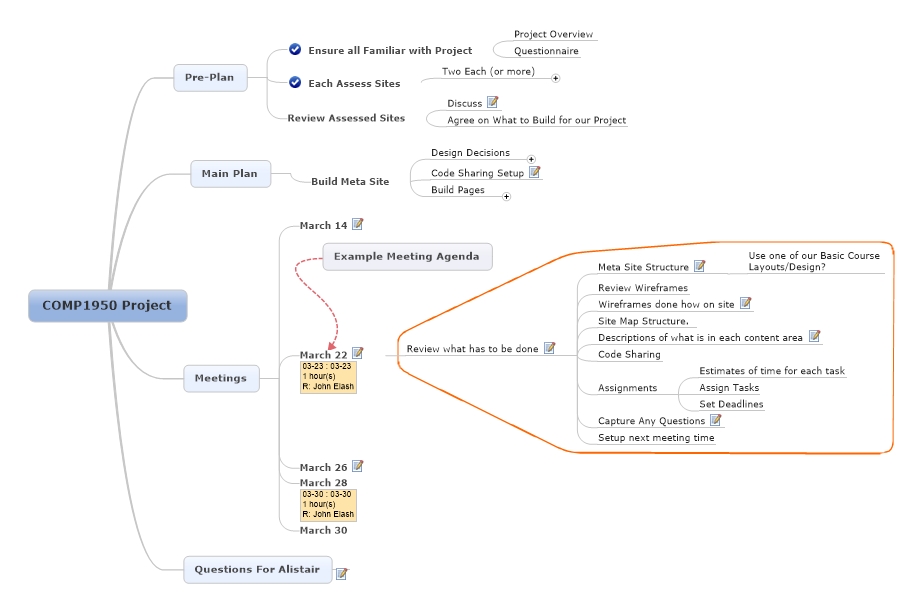 COMP1950 Project
Pre-Plan
Ensure all Familiar with Project
Project Overview
Questionnaire
Each Assess Sites
Two Each (or more)
Review Assessed Sites
Discuss
Agree on What to Build for our Project
Main Plan
Build Meta Site
Design Decisions
Code Sharing Setup
Build Pages
Meetings
March 14
Example Meeting Agenda
March 22
03-23 : 03-23
1 hour(s)
R: John Elash
Review what has to be done
Meta Site Structure
Use one of our Basic Course
Layouts/Design?
Review Wireframes
Wireframes done how on site
Site Map Structure.
Descriptions of what is in each content area
Code Sharing
Assignments
Estimates of time for each task
Assign Tasks
Set Deadlines
Capture Any Questions
Setup next meeting time
March 26
March 28
03-30 : 03-30
1 hour(s)
R: John Elash
March 30
Questions For Alistair